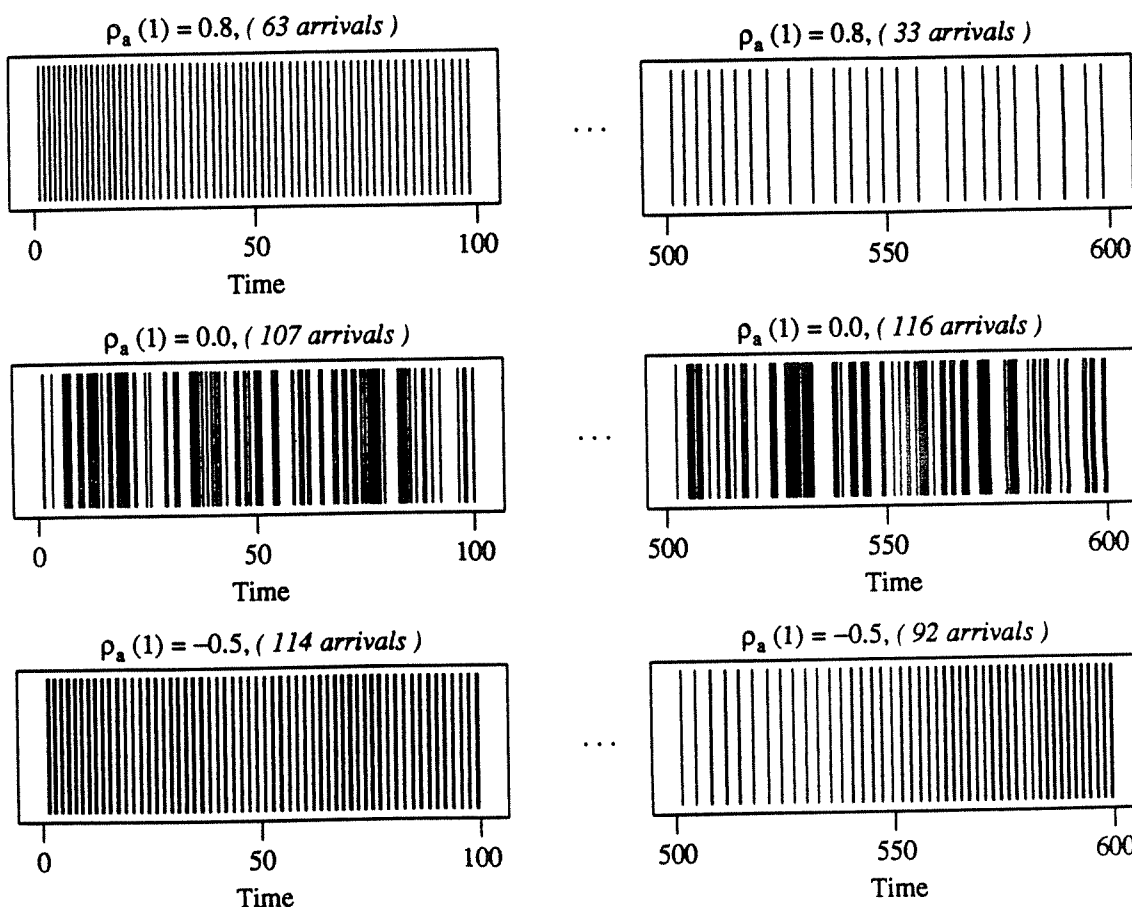 ρa (1) = 0.8, ( 63 arrivals )
ρa (1) = 0.8, ( 33 arrivals )
...
0 50 100
Time
500 550 600
ρa (1) = 0.0, ( 107 arrivals )
ρa (1) = 0.0, ( 116 arrivals )
...
0 50 100
Time
500 550 600
Time
ρa (1) = –0.5, ( 114 arrivals )
ρa (1) = –0.5, ( 92 arrivals )
...
0 50 100
Time
500 550 600
Time